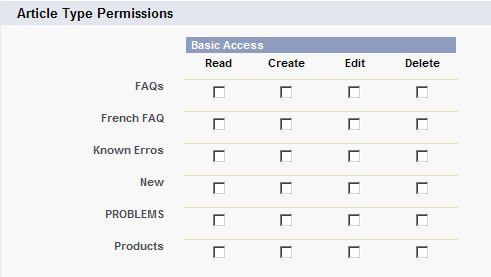 Article Type Permissions
Basic Access
Read Create Edit Delete
FAQs
French FAQ
Known Erros
New
PROBLEMS
Products